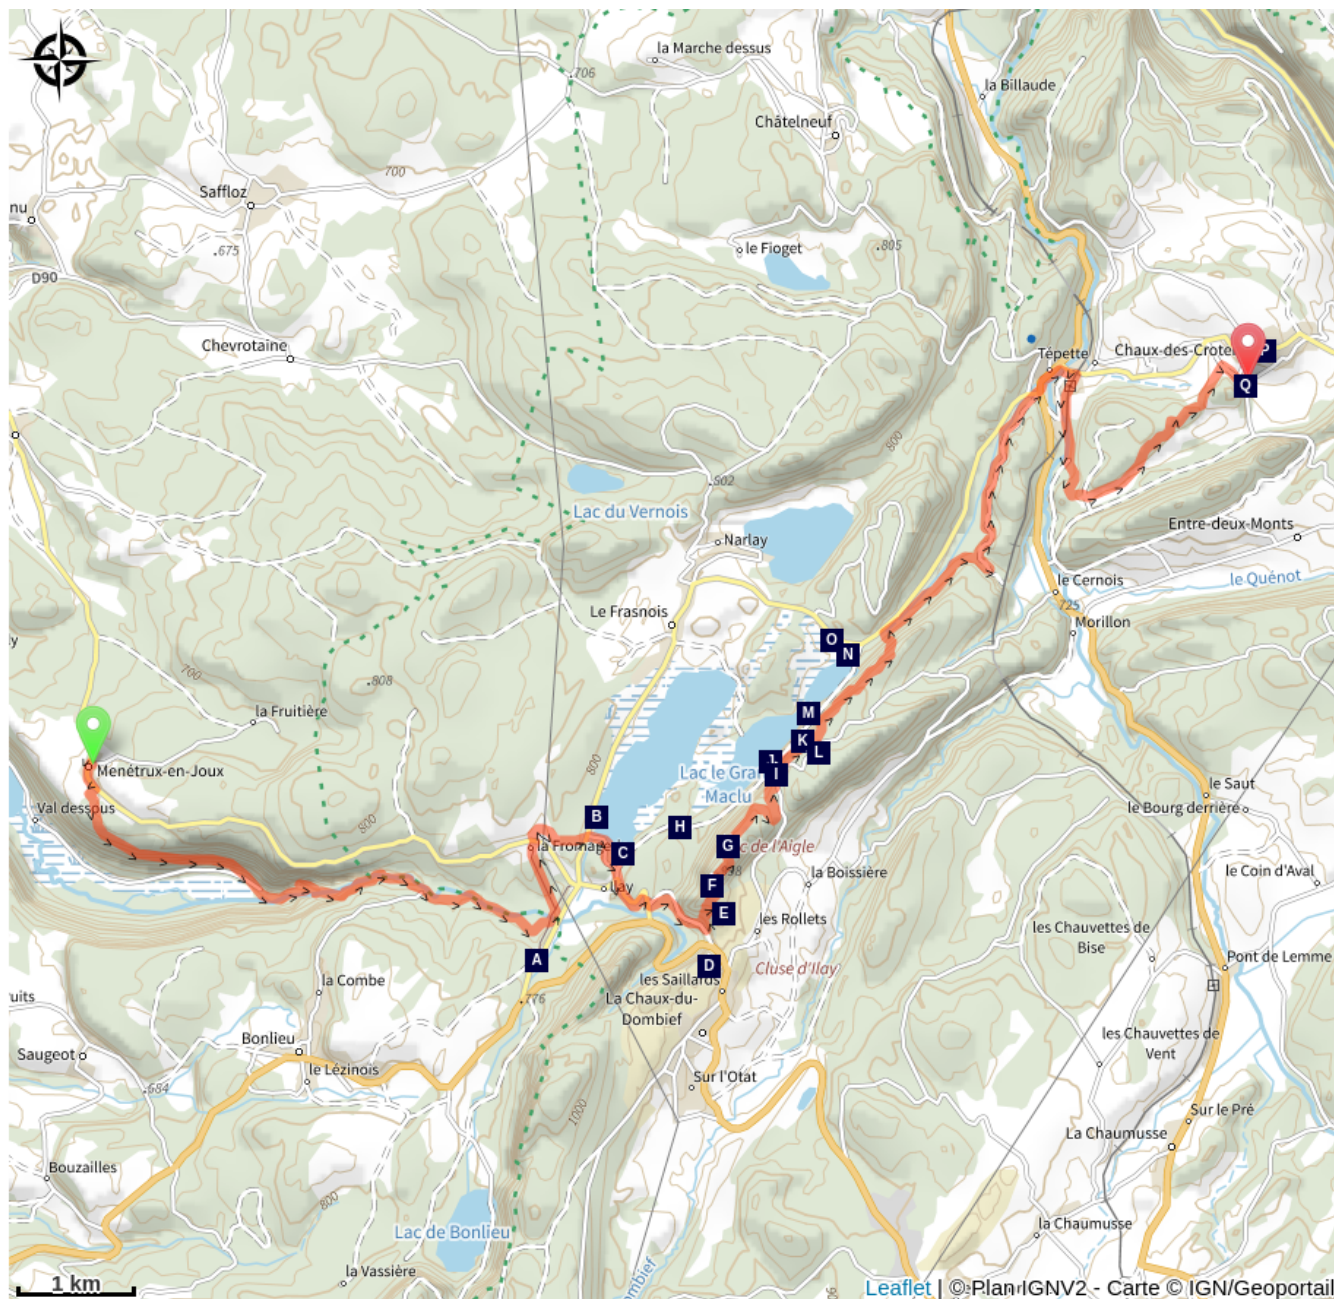 la Marche dessus
706
la Billaude
Châtelneuf
700
Saffloz
nu
675
le Fioget
805
D90
Chevrotaine
Tépette
Chaux-des-Croten
P
Q
800
902
Lac du Vernois
Narlay
Entre-deux-Monts
le Cernois
le Quénot
725
Morillon
Le Frasnois
O
N
700
808
la Fruitière
M
K
L
J
I
Menétrux-en-Joux
Lac le Gran
Maclu
le Saut
le Bourg derrière
Val dessous
800
800
B
H
la Fromage
C
G
c de l'Aigle
la Boissière
le Coin d'Aval
F
Ilay
E
les Rollets
les Chauvettes de
Bise
Pont de Lemme
A
D
Cluse d'Ilay
la Combe
les Saillards
La Chaux-du-
Dombief
776
uits
Bonlieu
les Chauvettes de
Vent
Saugeot
le Lézinois
Sur l'Otat
684
1000
Sur le Pré
La Chaumusse
Bouzailles
800
Lac de Bonlieu
la Chaumusse
la Vassière
ombief
1 km
Leaflet | © Plan IGNV2 - Carte © IGN/Geoportail